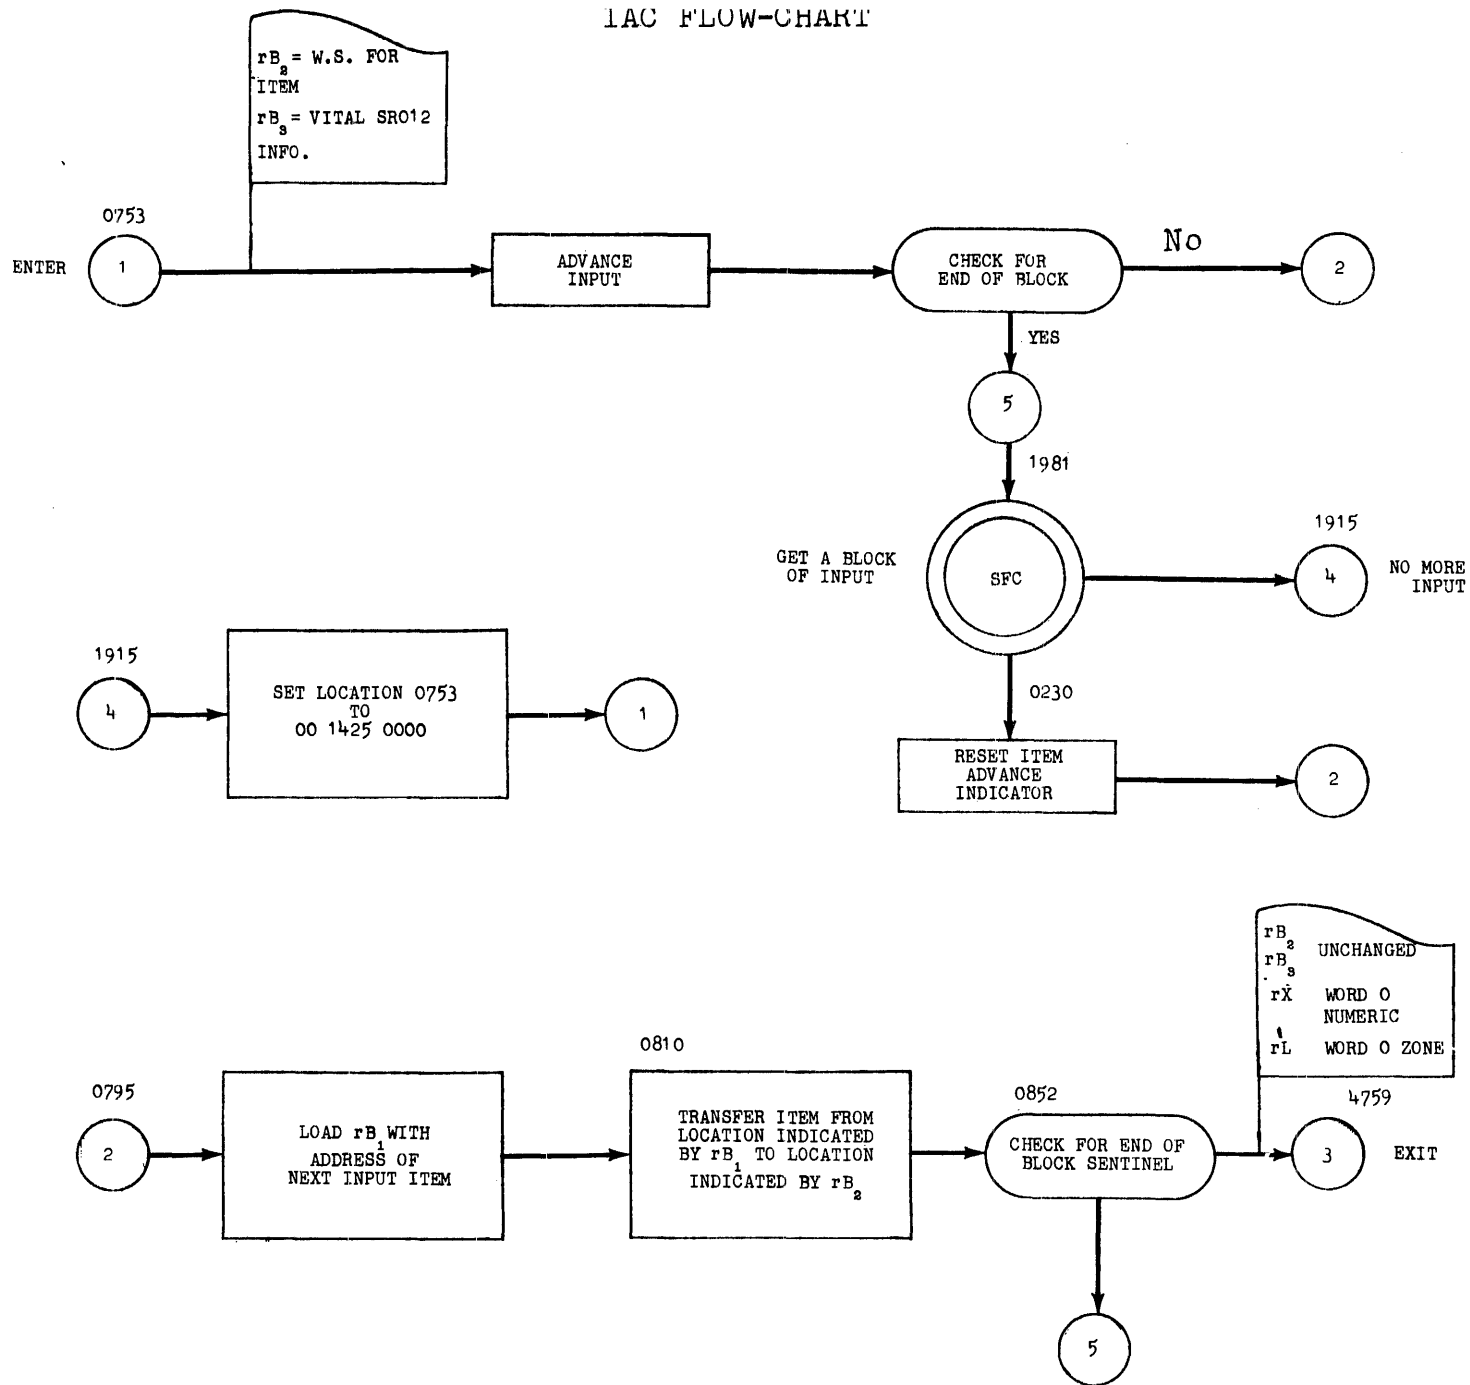 IAC FLOW-CHART
rB2 = W.S. FOR
ITEM
rB3 = VITAL SR012
INFO.
0753
ENTER
1
ADVANCE
INPUT
CHECK FOR
END OF BLOCK
No
2
YES
5
1981
GET A BLOCK
OF INPUT
SFC
1915
4
NO MORE
INPUT
1915
4
SET LOCATION 0753
TO
00 1425 0000
1
0230
RESET ITEM
ADVANCE
INDICATOR
2
rB2
UNCHANGED
rB3
rX WORD 0
NUMERIC
rL WORD 0 ZONE
0795
2
LOAD rB1 WITH
ADDRESS OF
NEXT INPUT ITEM
0810
TRANSFER ITEM FROM
LOCATION INDICATED
BY rB1 TO LOCATION
INDICATED BY rB2
0852
CHECK FOR END OF
BLOCK SENTINEL
4759
3
EXIT
5